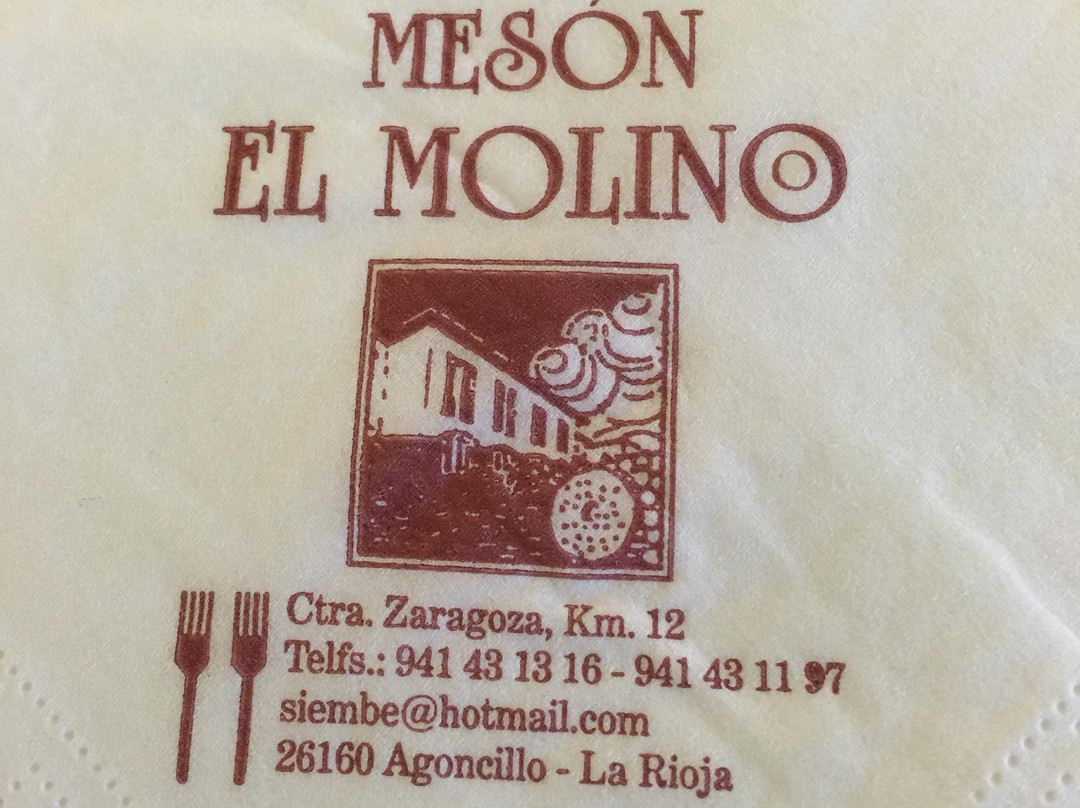 MESÓN
EL MOLINO
Ctra. Zaragoza, Km. 12
Telfs.: 941 43 13 16 - 941 43 11 97
siembe@hotmail.com
26160 Agoncillo - La Rioja